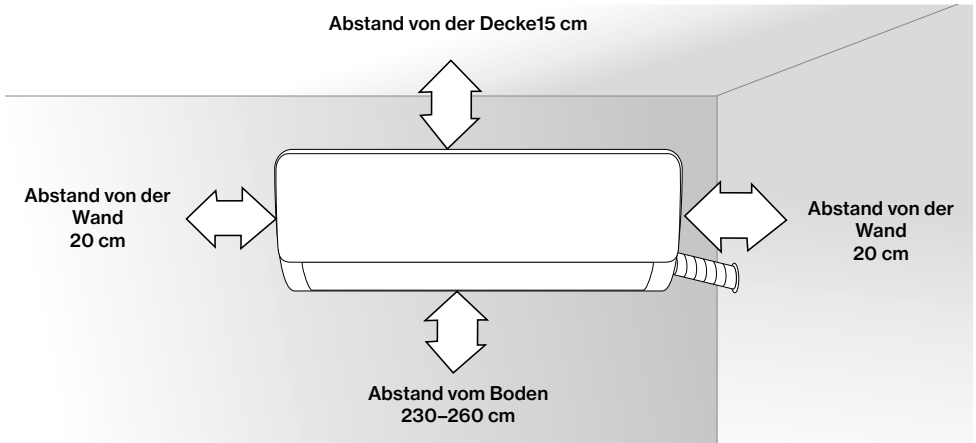 Abstand von der Decke15 cm
Abstand von der
Wand
20 cm
Abstand von der
Wand
20 cm
Abstand vom Boden
230–260 cm